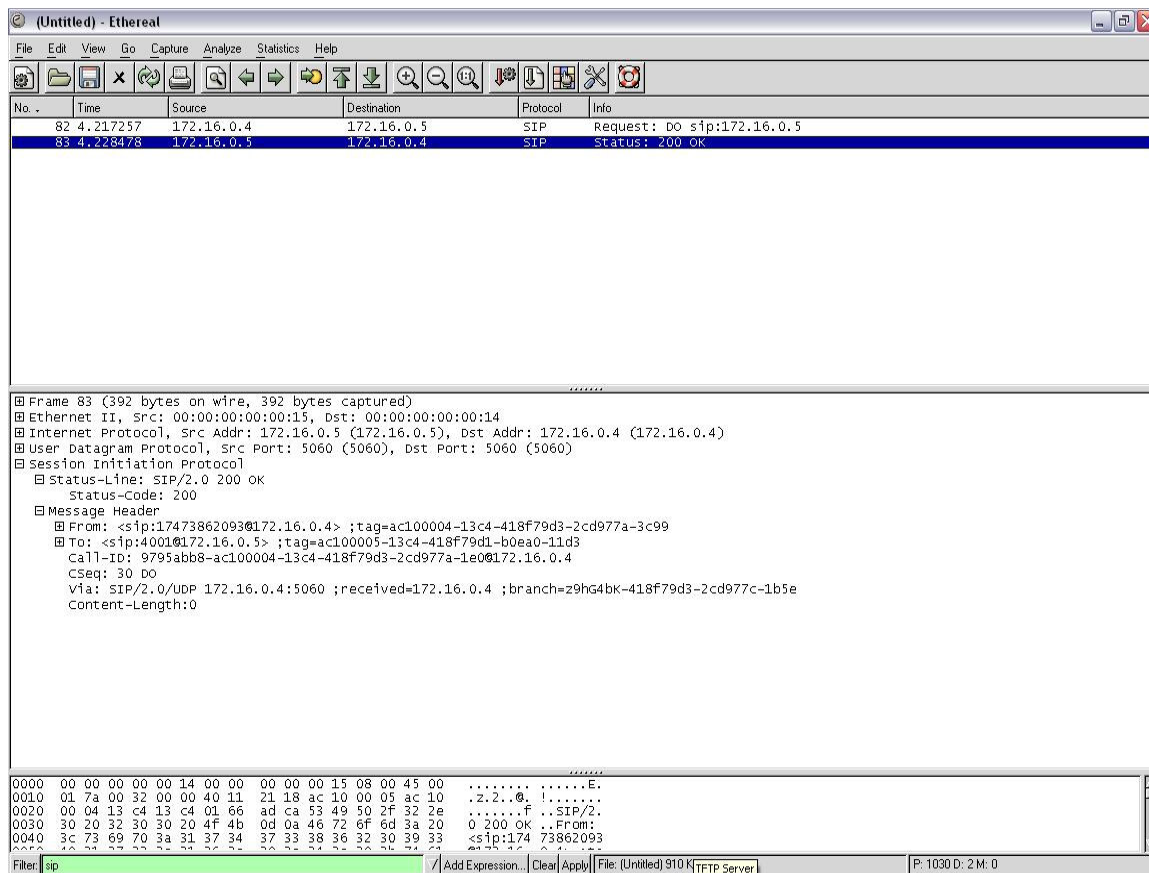 (Untitled) - Ethereal
File Edit View Go Capture Analyze Statistics Help
No. . Time Source Destination Protocol Info
82 4.217257 172.16.0.4 172.16.0.5 SIP Request: DO sip:172.16.0.5
83 4.228478 172.16.0.5 172.16.0.4 SIP Status: 200 OK
Frame 83 (392 bytes on wire, 392 bytes captured)
Ethernet II, Src: 00:00:00:00:00:15, Dst: 00:00:00:00:00:14
Internet Protocol, Src Addr: 172.16.0.5 (172.16.0.5), Dst Addr: 172.16.0.4 (172.16.0.4)
User Datagram Protocol, Src Port: 5060 (5060), Dst Port: 5060 (5060)
Session Initiation Protocol
Status-Line: SIP/2.0 200 OK
Status-Code: 200
Message Header
From: <sip:17473862093@172.16.0.4> ;tag=ac100004-13c4-418f79d3-2cd977a-3c99
To: <sip:4001@172.16.0.5> ;tag=ac100005-13c4-418f79d1-b0ea0-11d3
Call-ID: 9795abb8-ac100004-13c4-418f79d3-2cd977a-1e0@172.16.0.4
CSeq: 30 DO
Via: SIP/2.0/UDP 172.16.0.4:5060 ;received=172.16.0.4 ;branch=z9hG4bK-418f79d3-2cd977c-1b5e
Content-Length:0
0000 00 00 00 00 00 14 00 00 00 00 00 15 08 00 45 00 ........ ......E.
0010 01 7a 00 32 00 00 40 11 21 18 ac 10 00 05 ac 10 .z.2..@. !.......
0020 00 04 13 c4 13 c4 01 66 ad ca 53 49 50 2f 32 2e .......f ..SIP/2.
0030 30 20 32 30 30 20 4f 4b 0d 0a 46 72 6f 6d 3a 20 0 200 OK ..From:
0040 3c 73 69 70 3a 31 37 34 37 33 38 36 32 30 39 33 <sip:174 73862093
Filter: sip Add Expression... Clear Apply File: (Untitled) 910 K TFTP Server P: 1030 D: 2 M: 0